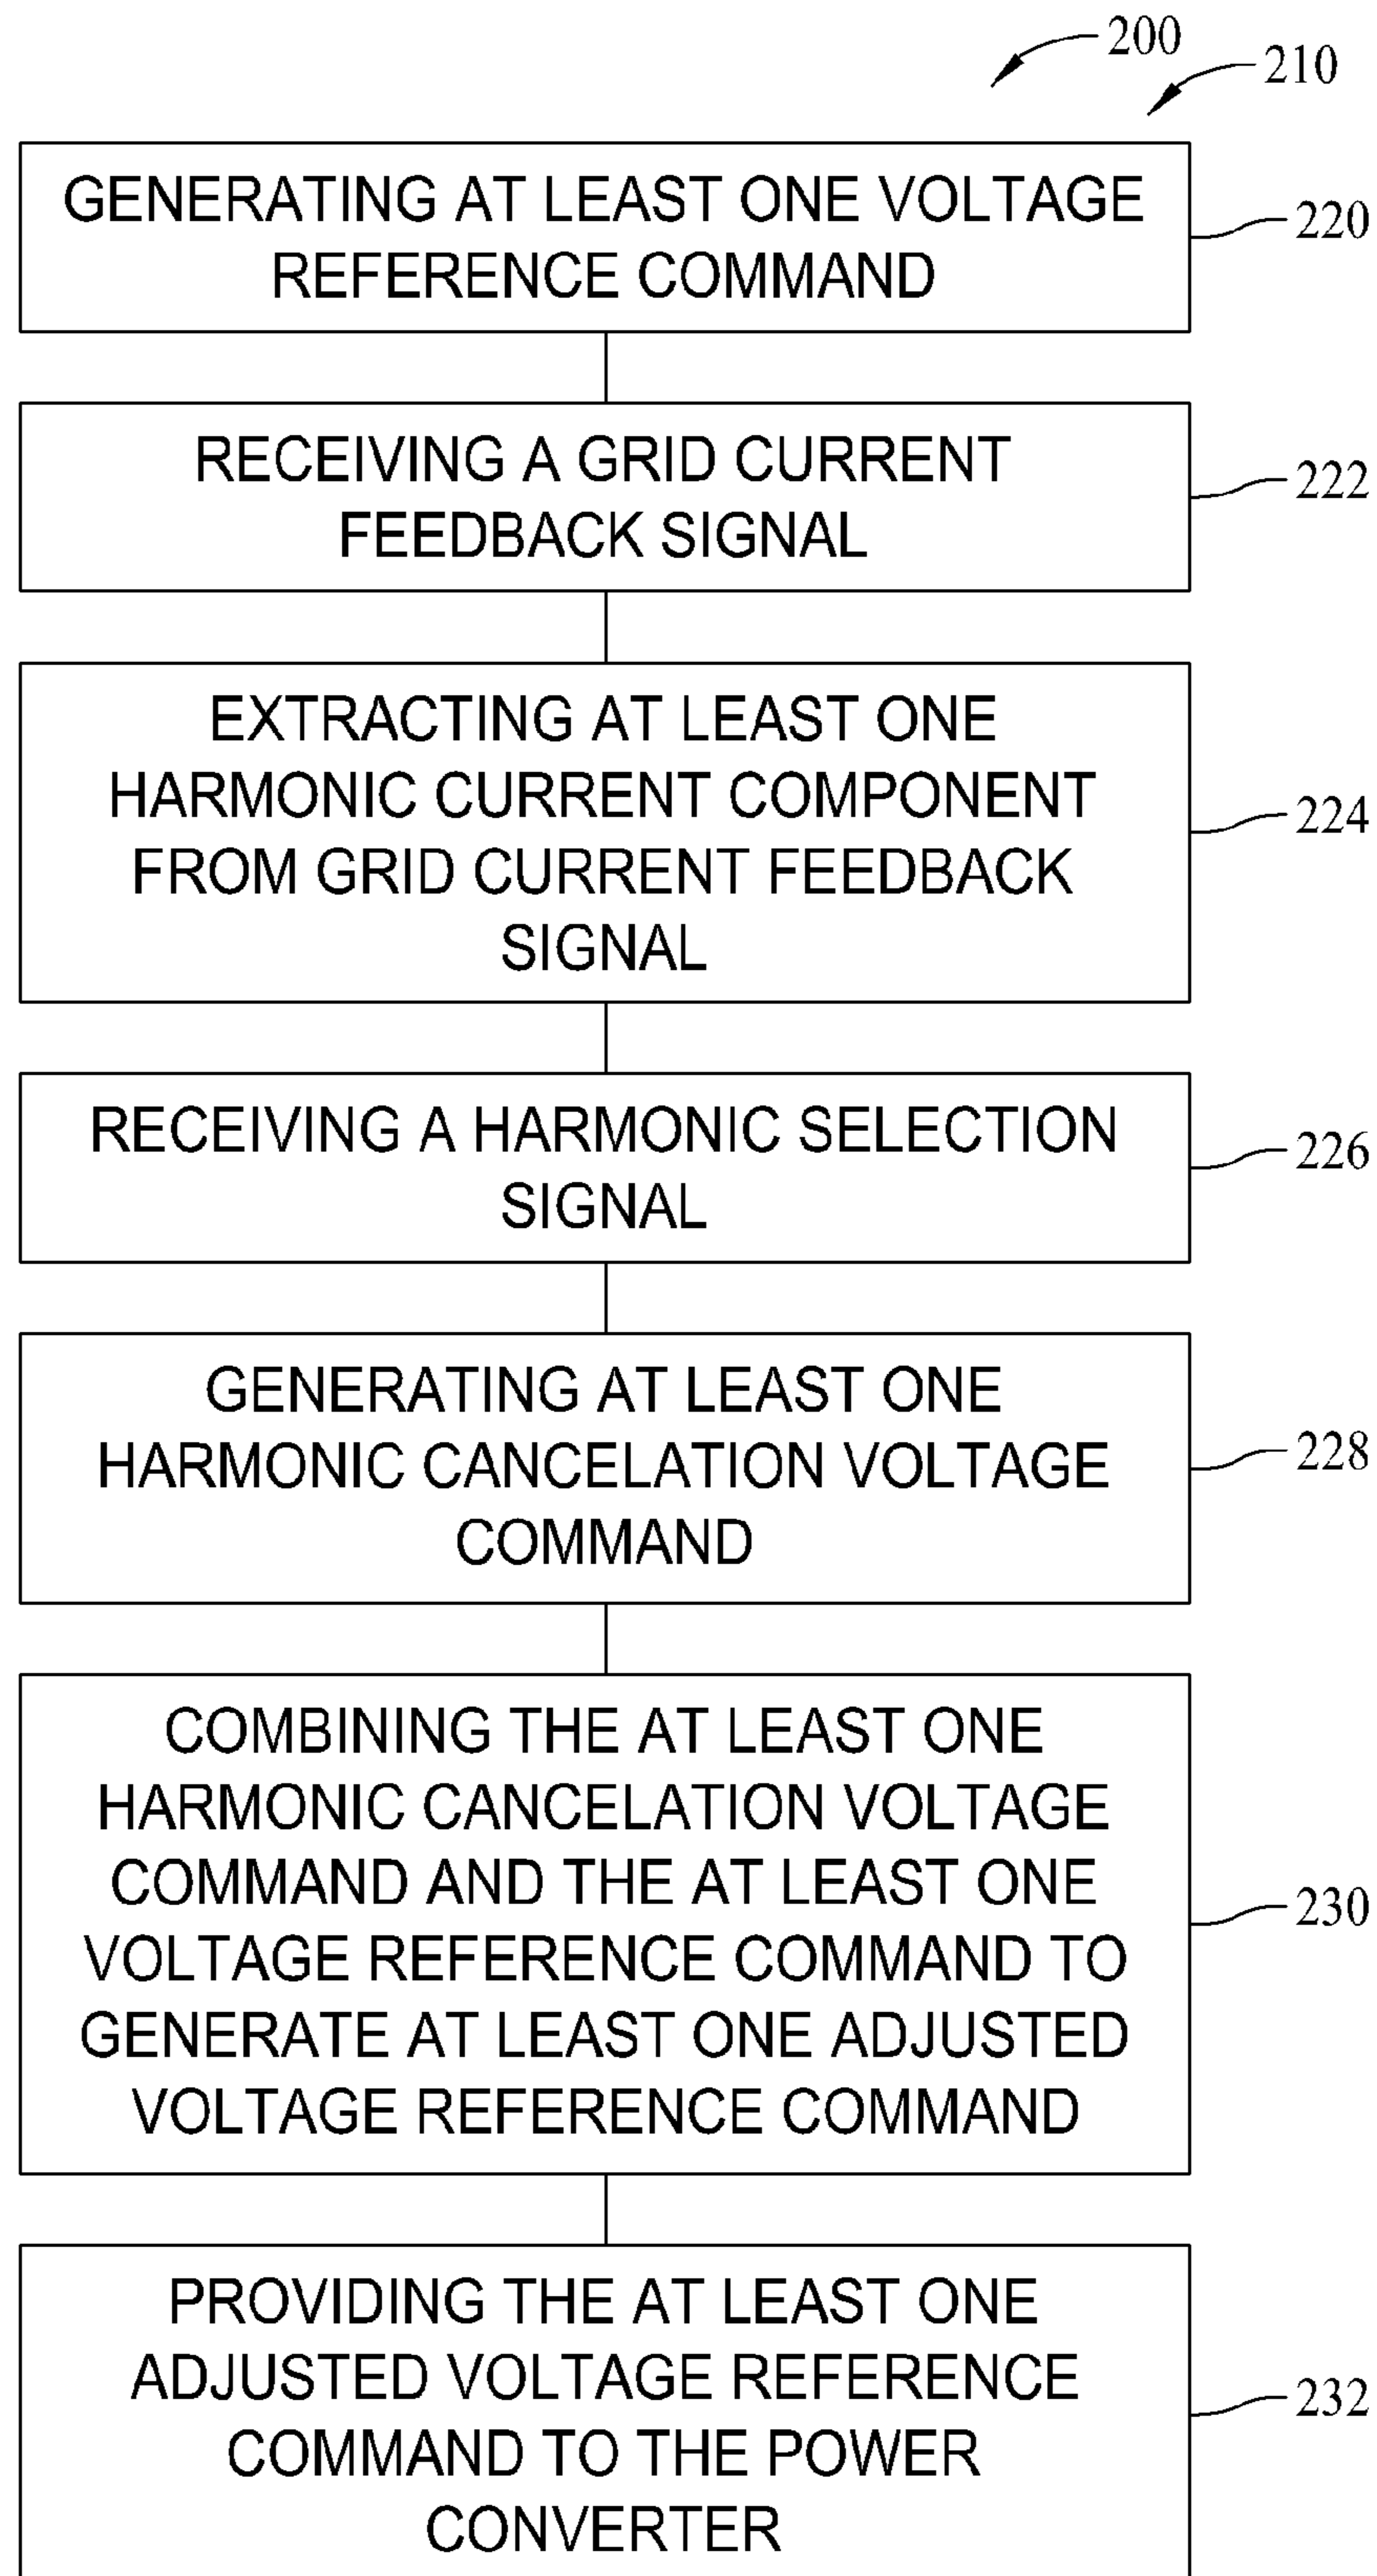 200
210
GENERATING AT LEAST ONE VOLTAGE
REFERENCE COMMAND
220
RECEIVING A GRID CURRENT
FEEDBACK SIGNAL
222
EXTRACTING AT LEAST ONE
HARMONIC CURRENT COMPONENT
FROM GRID CURRENT FEEDBACK
SIGNAL
224
RECEIVING A HARMONIC SELECTION
SIGNAL
226
GENERATING AT LEAST ONE
HARMONIC CANCELATION VOLTAGE
COMMAND
228
COMBINING THE AT LEAST ONE
HARMONIC CANCELATION VOLTAGE
COMMAND AND THE AT LEAST ONE
VOLTAGE REFERENCE COMMAND TO
GENERATE AT LEAST ONE ADJUSTED
VOLTAGE REFERENCE COMMAND
230
PROVIDING THE AT LEAST ONE
ADJUSTED VOLTAGE REFERENCE
COMMAND TO THE POWER
CONVERTER
232